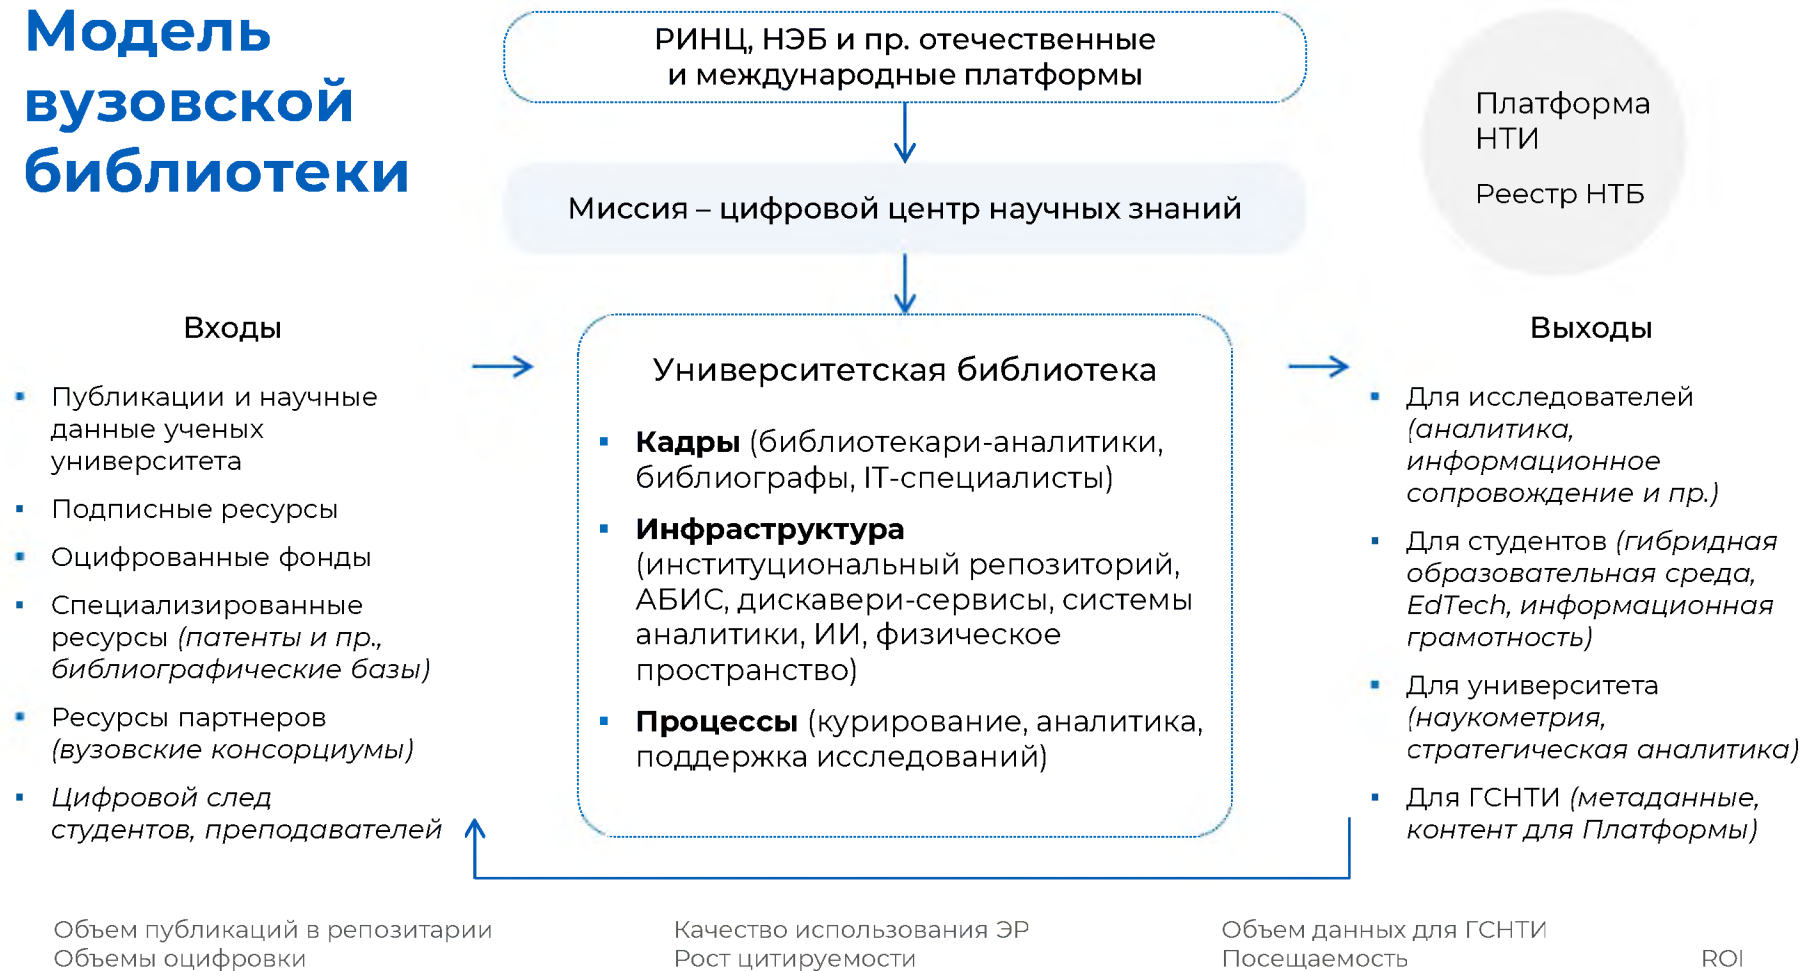 Модель
вузовской
библиотеки
РИНЦ, НЭБ и пр. отечественные
и международные платформы
Платформа
НТИ
Реестр НТБ
Миссия – цифровой центр научных знаний
Входы
Публикации и научные
данные ученых
университета
Подписные ресурсы
Оцифрованные фонды
Специализированные
ресурсы (патенты и пр.,
библиографические базы)
Ресурсы партнеров
(вузовские консорциумы)
Цифровой след
студентов, преподавателей
Университетская библиотека
Кадры (библиотекари-аналитики,
библиографы, IT-специалисты)
Инфраструктура
(институциональный репозиторий,
АБИС, дискавери-сервисы, системы
аналитики, ИИ, физическое
пространство)
Процессы (курирование, аналитика,
поддержка исследований)
Выходы
Для исследователей
(аналитика,
информационное
сопровождение и пр.)
Для студентов (гибридная
образовательная среда,
EdTech, информационная
грамотность)
Для университета
(наукометрия,
стратегическая аналитика)
Для ГСНТИ (метаданные,
контент для Платформы)
Объем публикаций в репозитарии
Объемы оцифровки
Качество использования ЭР
Рост цитируемости
Объем данных для ГСНТИ
Посещаемость
ROI